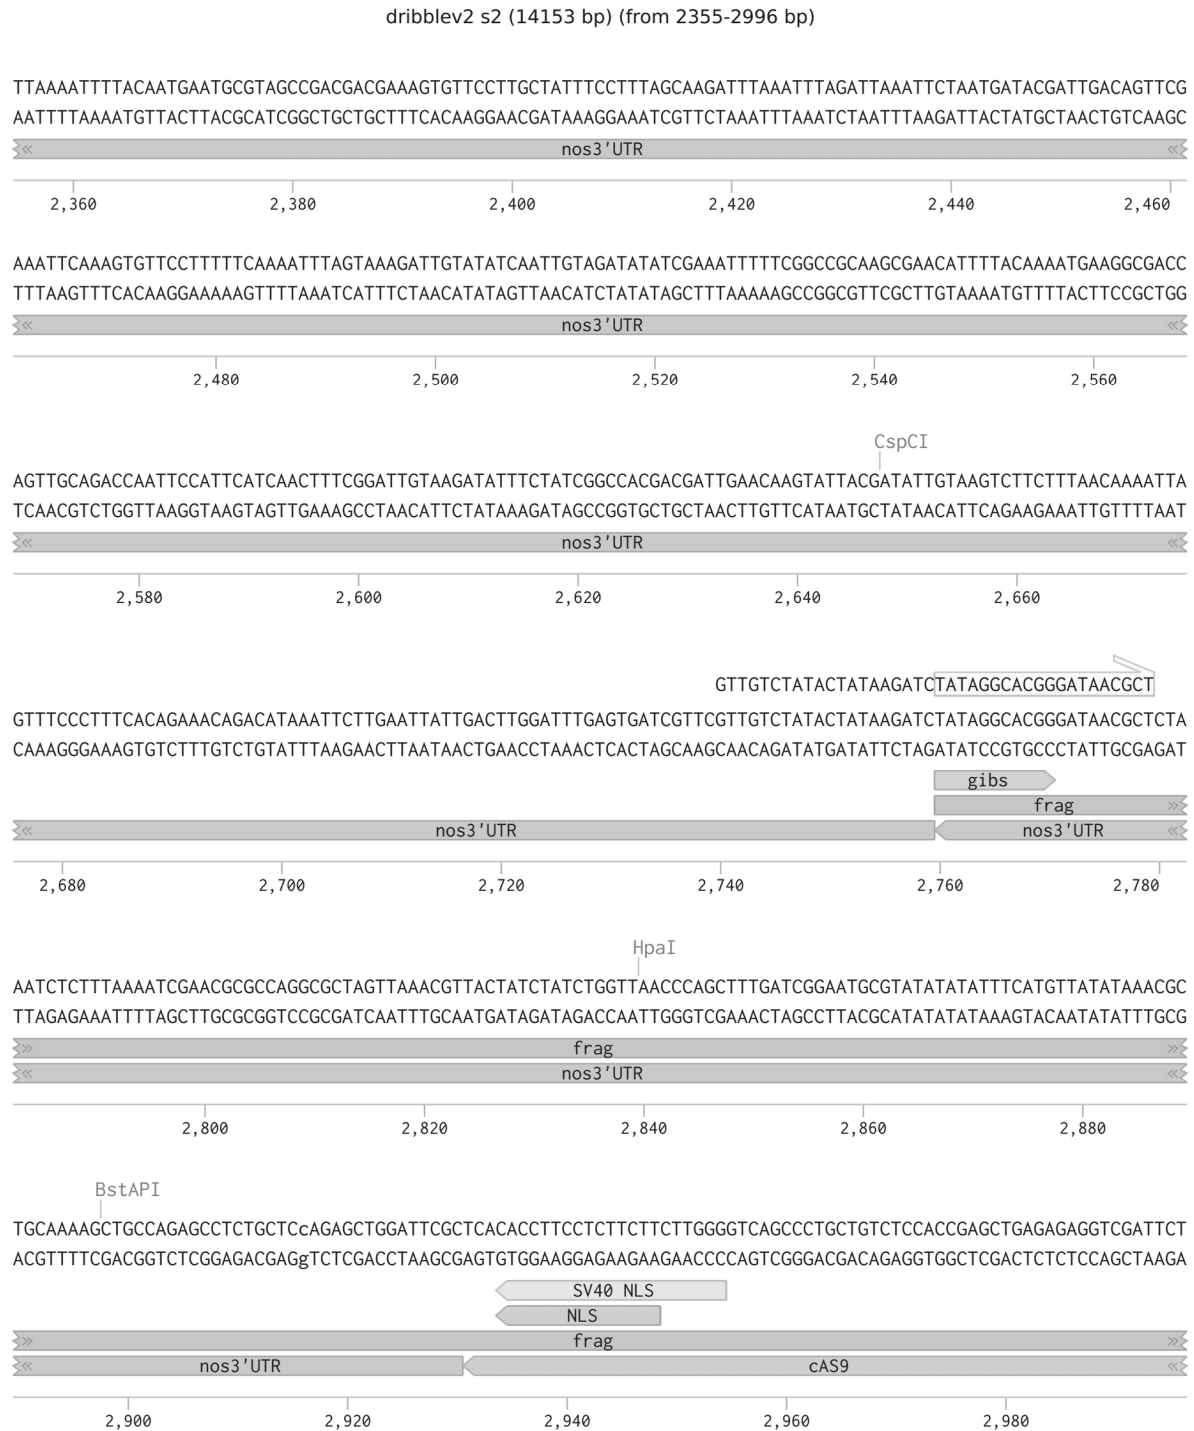 dribblev2 s2 (14153 bp) (from 2355-2996 bp)
TTAAAATTTTACAATGAATGCGTAGCCGACGACGAAAGTGTTCCTTGCTATTTCCTTTAGCAAGATTTAAATTTAGATTAAATTCTAATGATACGATTGACAGTTCG
AATTTTAAAATGTTACTTACGCATCGGCTGCTGCTTTCACAAGGAACGATAAAGGAAATCGTTCTAAATTTAAATCTAATTTAAGATTACTATGCTAACTGTCAAGC
nos3'UTR
2,360 2,380 2,400 2,420 2,440 2,460
AAATTCAAAGTGTTCCTTTTTCAAAATTTAGTAAAGATTGTATATCAATTGTAGATATATCGAAATTTTTCGGCCGCAAGCGAACATTTTACAAAATGAAGGCGACC
TTTAAGTTTCACAAGGAAAAAGTTTTAAATCATTTCTAACATATAGTTAACATCTATATAGCTTTAAAAAGCCGGCGTTCGCTTGTAAAATGTTTTACTTCCGCTGG
nos3'UTR
2,480 2,500 2,520 2,540 2,560
CspCI
AGTTGCAGACCAATTCCATTCATCAACTTTCGGATTGTAAGATATTTCTATCGGCCACGACGATTGAACAAGTATTACGATATTGTAAGTCTTCTTTAACAAAATTA
TCAACGTCTGGTTAAGGTAAGTAGTTGAAAGCCTAACATTCTATAAAGATAGCCGGTGCTGCTAACTTGTTCATAATGCTATAACATTCAGAAGAAATTGTTTTAAT
nos3'UTR
2,580 2,600 2,620 2,640 2,660
GTTGTCTATACTATAAGATCTATAGGCACGGGATAACGCT
GTTTCCCTTTCACAGAAACAGACATAAATTCTTGAATTATTGACTTGGATTTGAGTGATCGTTCGTTGTCTATACTATAAGATCTATAGGCACGGGATAACGCTCTA
CAAAGGGAAAGTGTCTTTGTCTGTATTTAAGAACTTAATAACTGAACCTAAACTCACTAGCAAGCAACAGATATGATATTCTAGATATCCGTGCCCTATTGCGAGAT
gibs
frag
nos3'UTR nos3'UTR
2,680 2,700 2,720 2,740 2,760 2,780
HpaI
AATCTCTTTAAAATCGAACGCGCCAGGCGCTAGTTAAACGTTACTATCTATCTGGTTAACCCAGCTTTGATCGGAATGCGTATATATATTTCATGTTATATAAACGC
TTAGAGAAATTTTAGCTTGCGCGGTCCGCGATCAATTTGCAATGATAGATAGACCAATTGGGTCGAAACTAGCCTTACGCATATATATAAAGTACAATATATTTGCG
frag
nos3'UTR
2,800 2,820 2,840 2,860 2,880
BstAPI
TGCAAAAGCTGCCAGAGCCTCTGCTCcAGAGCTGGATTCGCTCACACCTTCCTCTTCTTCTTGGGGTCAGCCCTGCTGTCTCCACCGAGCTGAGAGAGGTCGATTCT
ACGTTTTCGACGGTCTCGGAGACGAGgTCTCGACCTAAGCGAGTGTGGAAGGAGAAGAAGAACCCCAGTCGGGACGACAGAGGTGGCTCGACTCTCTCCAGCTAAGA
SV40 NLS
NLS
frag
nos3'UTR cAS9
2,900 2,920 2,940 2,960 2,980